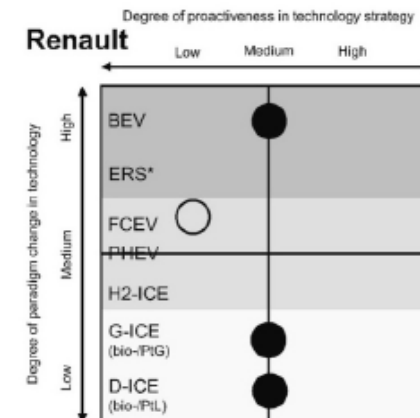 Degree of proactiveness in technology strategy
Renault
Low Medium High
Degree of paradigm change in technology
High
Medium
Low
BEV
ERS*
FCEV
PHEV
H2-ICE
G-ICE
(bio-/PtG)
D-ICE
(bio-/PtL)